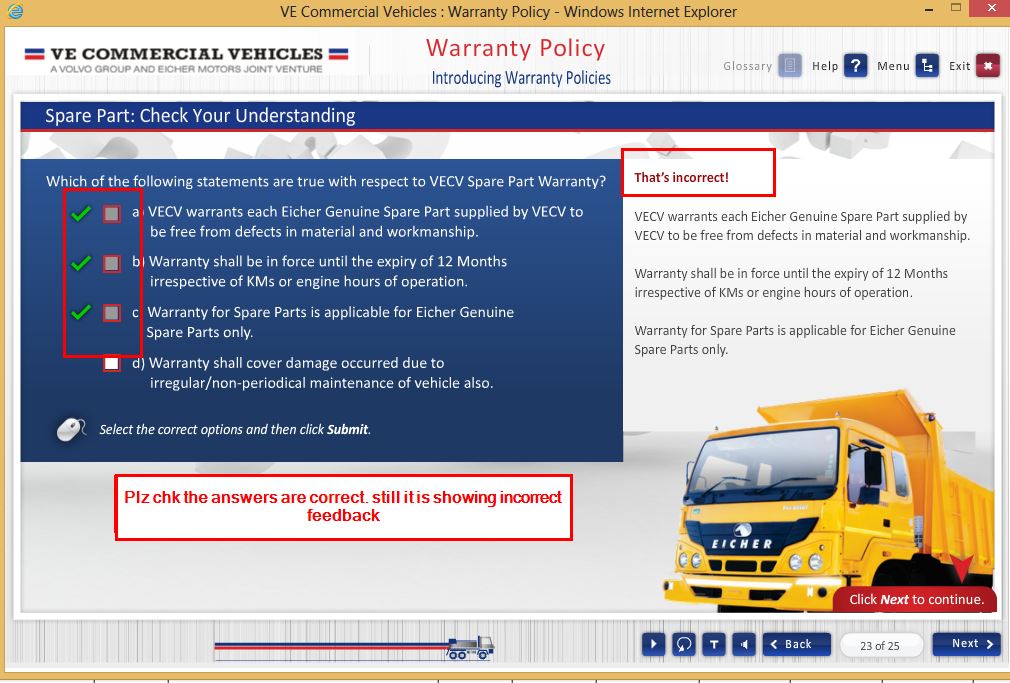 VE Commercial Vehicles : Warranty Policy - Windows Internet Explorer
VE COMMERCIAL VEHICLES
A VOLVO GROUP AND EICHER MOTORS JOINT VENTURE
Warranty Policy
Introducing Warranty Policies
Glossary Help ? Menu Exit
Spare Part: Check Your Understanding
Which of the following statements are true with respect to VECV Spare Part Warranty?
a) VECV warrants each Eicher Genuine Spare Part supplied by VECV to
be free from defects in material and workmanship.
b) Warranty shall be in force until the expiry of 12 Months
irrespective of KMs or engine hours of operation.
c) Warranty for Spare Parts is applicable for Eicher Genuine
Spare Parts only.
d) Warranty shall cover damage occurred due to
irregular/non-periodical maintenance of vehicle also.
Select the correct options and then click Submit.
Plz chk the answers are correct. still it is showing incorrect
feedback
That's incorrect!
VECV warrants each Eicher Genuine Spare Part supplied by
VECV to be free from defects in material and workmanship.
Warranty shall be in force until the expiry of 12 Months
irrespective of KMs or engine hours of operation.
Warranty for Spare Parts is applicable for Eicher Genuine
Spare Parts only.
EICHER
Click Next to continue.
T Back 23 of 25 Next